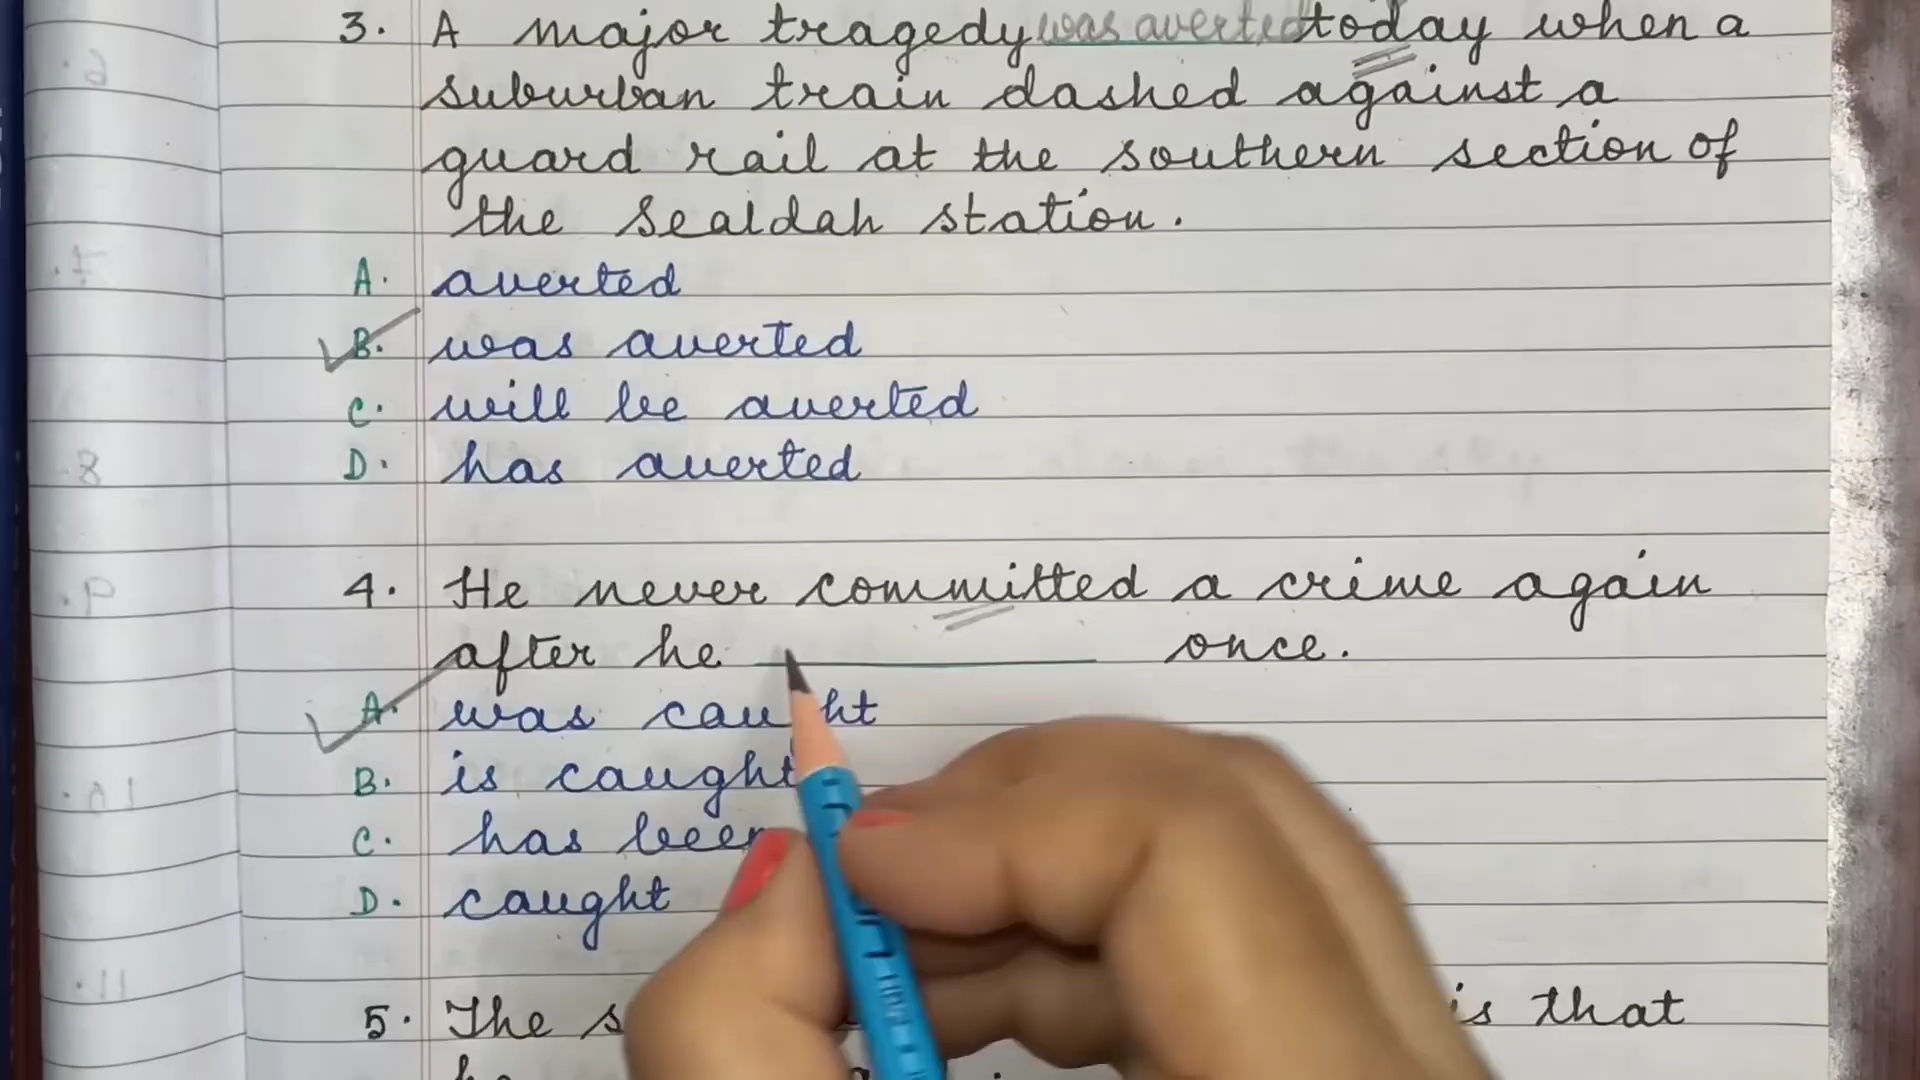 3. A major tragedy was averted today when a
suburban train dashed against a
guard rail at the southern section of
the Sealdah station.
A. averted
B. was averted
C. will be averted
D. has averted
4. He never committed a crime again
after he __________ once.
A. was caught
B. is caught
C. has been
D. caught
5. The is that